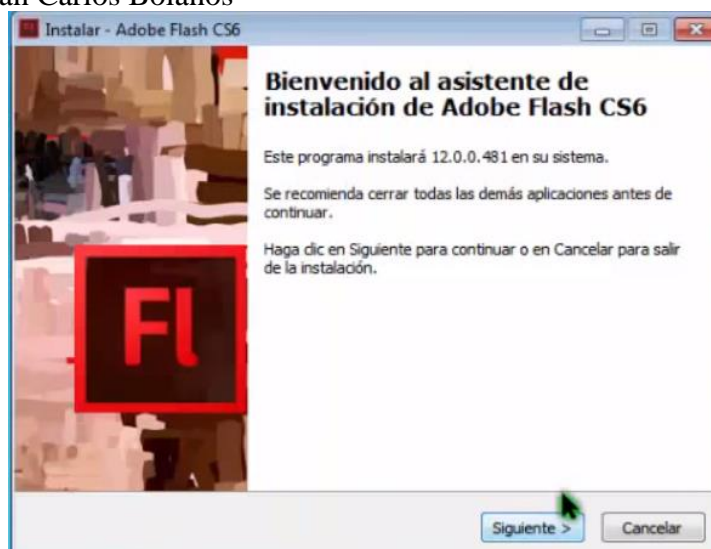 Carlos Bolaños
Instalar - Adobe Flash CS6
Bienvenido al asistente de
instalación de Adobe Flash CS6
Este programa instalará 12.0.0.481 en su sistema.
Se recomienda cerrar todas las demás aplicaciones antes de
continuar.
Haga clic en Siguiente para continuar o en Cancelar para salir
de la instalación.
Fl
Siguiente >
Cancelar